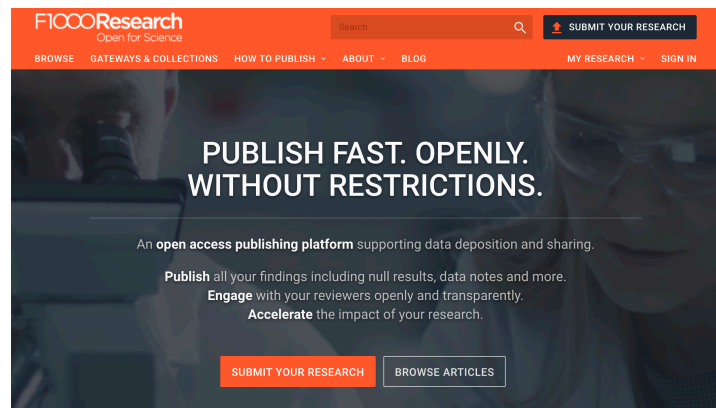 F1000Research
Open for Science
Search
SUBMIT YOUR RESEARCH
BROWSE GATEWAYS & COLLECTIONS HOW TO PUBLISH ABOUT BLOG MY RESEARCH SIGN IN
PUBLISH FAST. OPENLY.
WITHOUT RESTRICTIONS.
An open access publishing platform supporting data deposition and sharing.
Publish all your findings including null results, data notes and more.
Engage with your reviewers openly and transparently.
Accelerate the impact of your research.
SUBMIT YOUR RESEARCH BROWSE ARTICLES